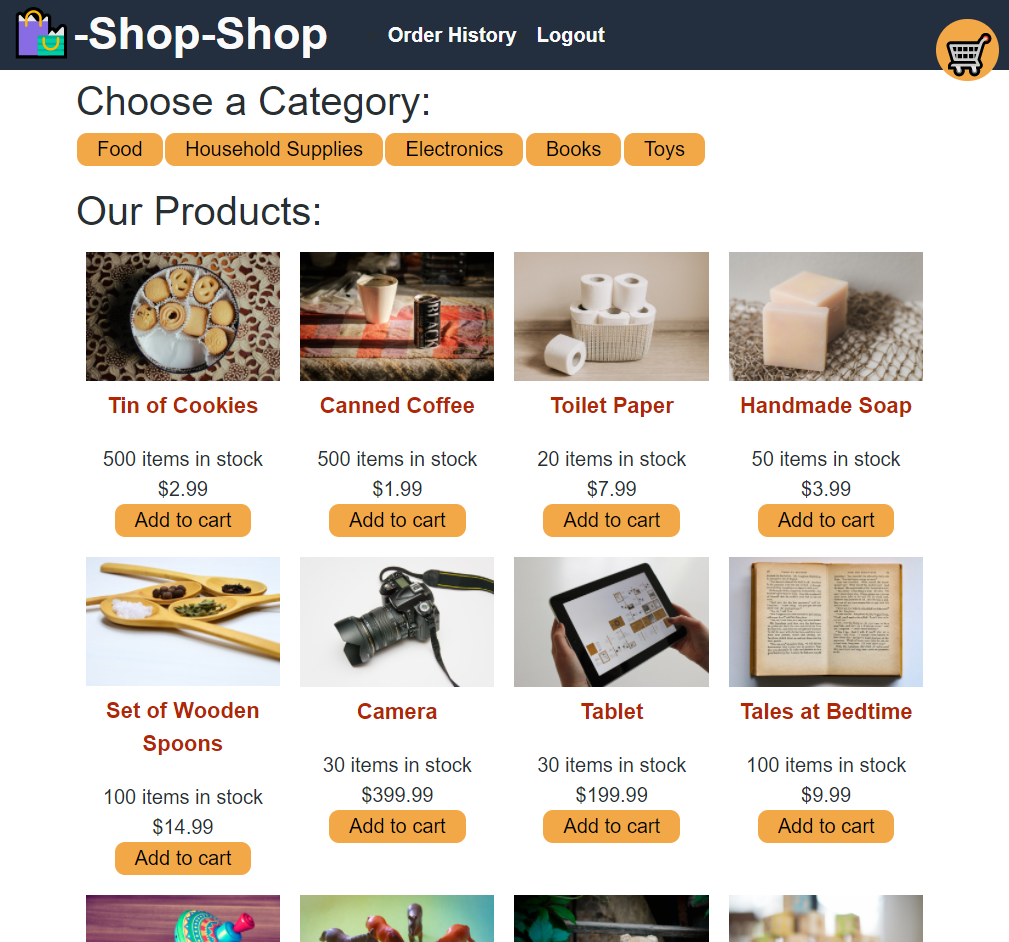 -Shop-Shop
Order History Logout
Choose a Category:
Food Household Supplies Electronics Books Toys
Our Products:
Tin of Cookies
500 items in stock
$2.99
Add to cart
Canned Coffee
500 items in stock
$1.99
Add to cart
Toilet Paper
20 items in stock
$7.99
Add to cart
Handmade Soap
50 items in stock
$3.99
Add to cart
Set of Wooden
Spoons
100 items in stock
$14.99
Add to cart
Camera
30 items in stock
$399.99
Add to cart
Tablet
30 items in stock
$199.99
Add to cart
Tales at Bedtime
100 items in stock
$9.99
Add to cart